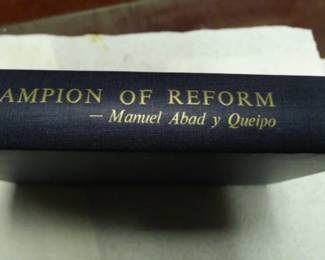 AMPION OF REFORM
— Manuel Abad y Queipo